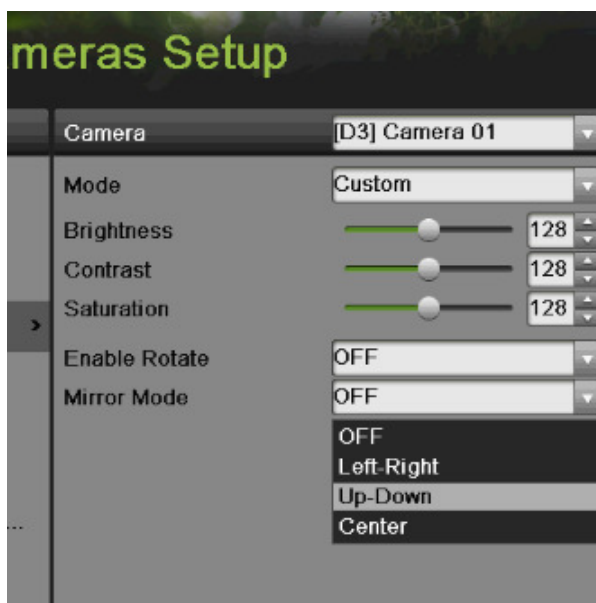 meras Setup
Camera [D3] Camera 01
Mode Custom
Brightness 128
Contrast 128
Saturation 128
Enable Rotate OFF
Mirror Mode OFF
OFF
Left-Right
Up-Down
Center
...